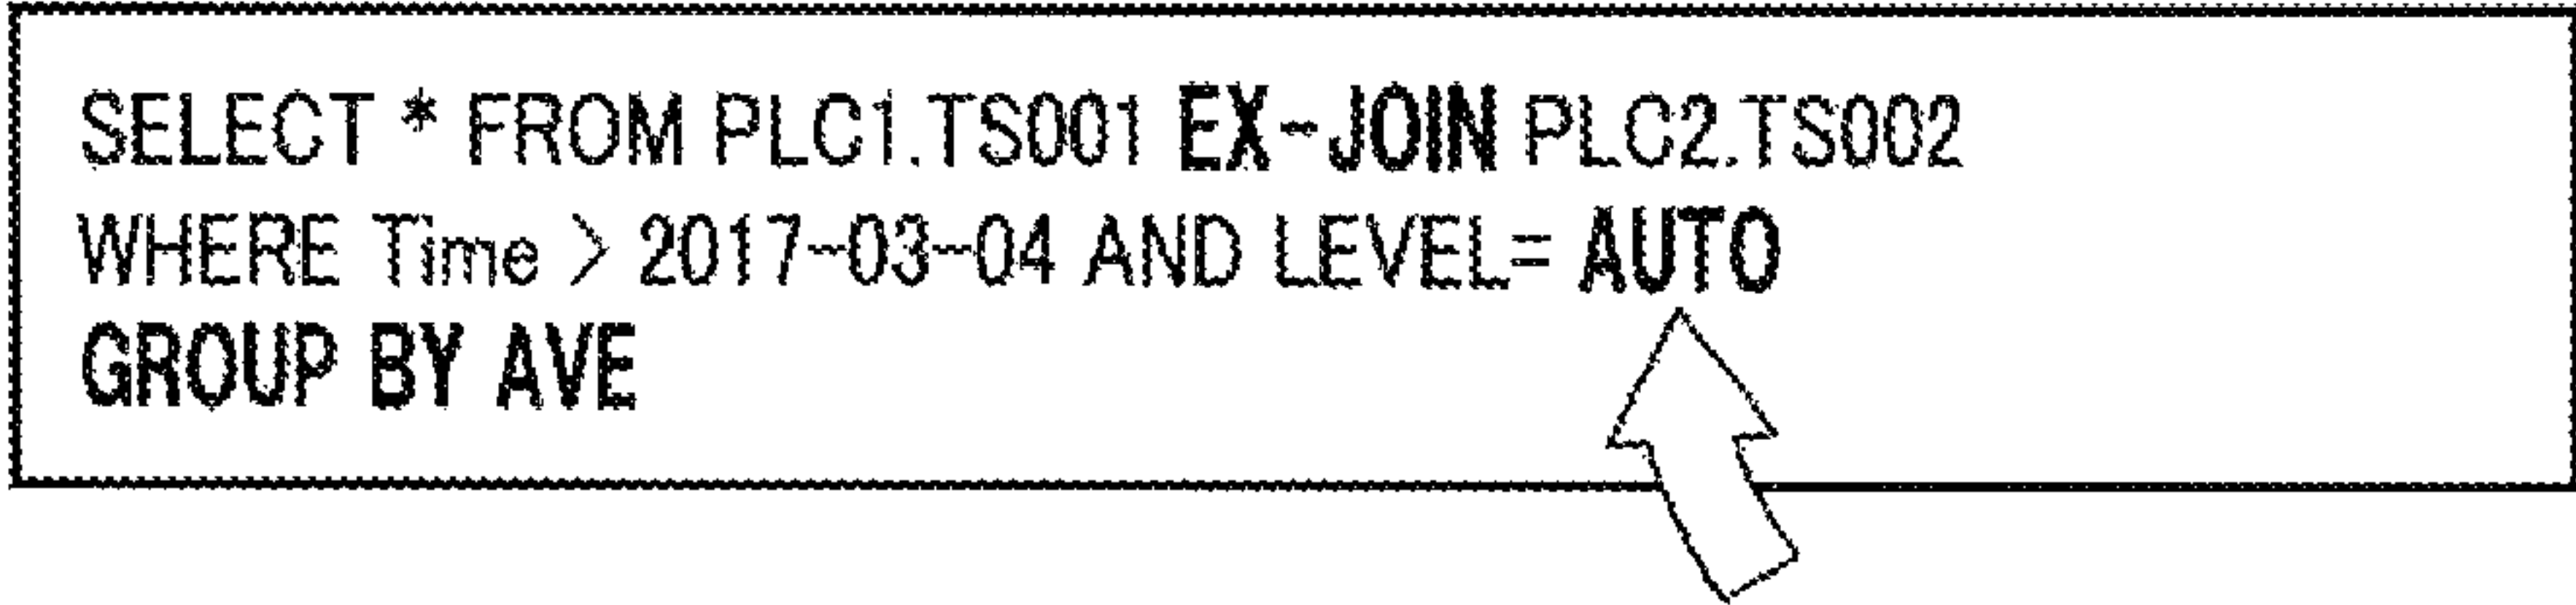 SELECT * FROM PLC1.TS001 EX-JOIN PLC2.TS002
WHERE Time > 2017-03-04 AND LEVEL= AUTO
GROUP BY AVE